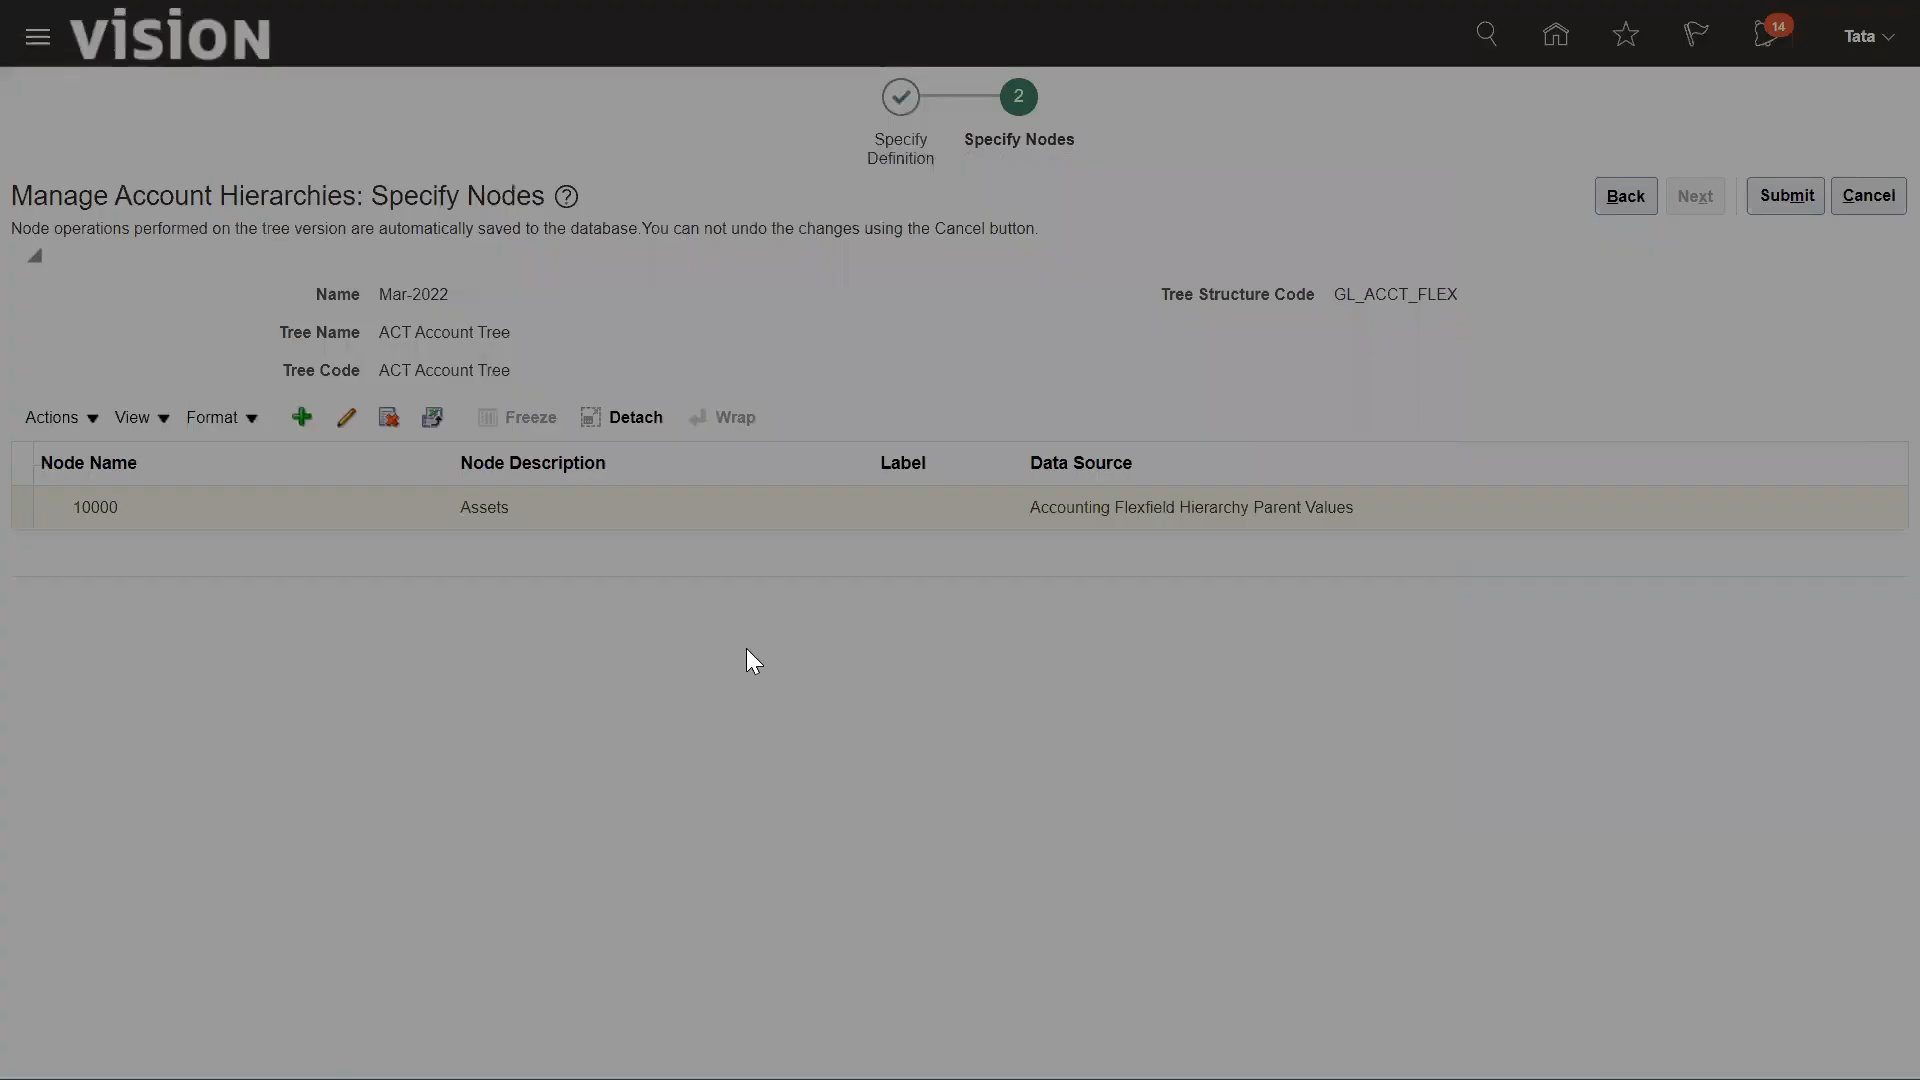 vision
14
Tata
2
Specify
Definition
Specify Nodes
Manage Account Hierarchies: Specify Nodes ?
Back Next Submit Cancel
Node operations performed on the tree version are automatically saved to the database.You can not undo the changes using the Cancel button.
Name Mar-2022 Tree Structure Code GL_ACCT_FLEX
Tree Name ACT Account Tree
Tree Code ACT Account Tree
Actions View Format Freeze Detach Wrap
Node Name Node Description Label Data Source
10000 Assets Accounting Flexfield Hierarchy Parent Values